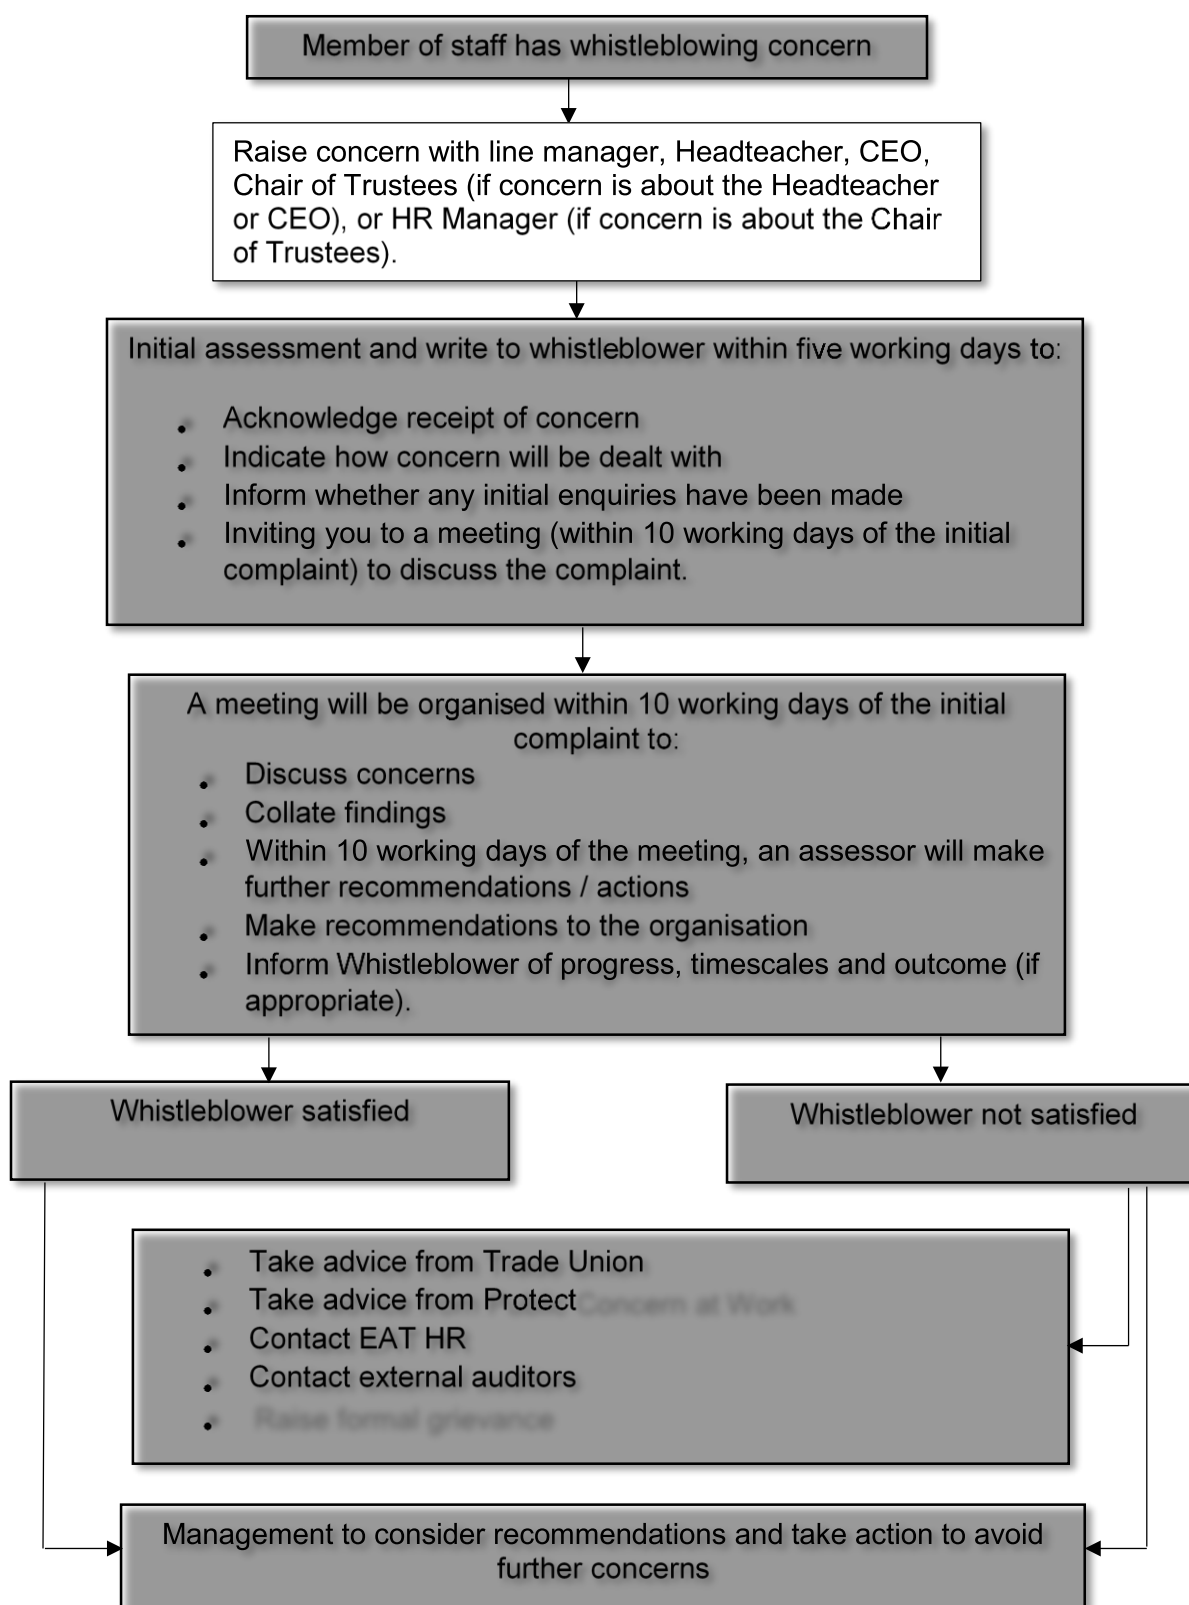 Member of staff has whistleblowing concern
Raise concern with line manager, Headteacher, CEO,
Chair of Trustees (if concern is about the Headteacher
or CEO), or HR Manager (if concern is about the Chair
of Trustees).
Initial assessment and write to whistleblower within five working days to:
• Acknowledge receipt of concern
• Indicate how concern will be dealt with
• Inform whether any initial enquiries have been made
• Inviting you to a meeting (within 10 working days of the initial
complaint) to discuss the complaint.
A meeting will be organised within 10 working days of the initial
complaint to:
• Discuss concerns
• Collate findings
• Within 10 working days of the meeting, an assessor will make
further recommendations / actions
• Make recommendations to the organisation
• Inform Whistleblower of progress, timescales and outcome (if
appropriate).
Whistleblower satisfied
Whistleblower not satisfied
• Take advice from Trade Union
• Take advice from Protect Concern at Work
• Contact EAT HR
• Contact external auditors
• Raise formal grievance
Management to consider recommendations and take action to avoid
further concerns